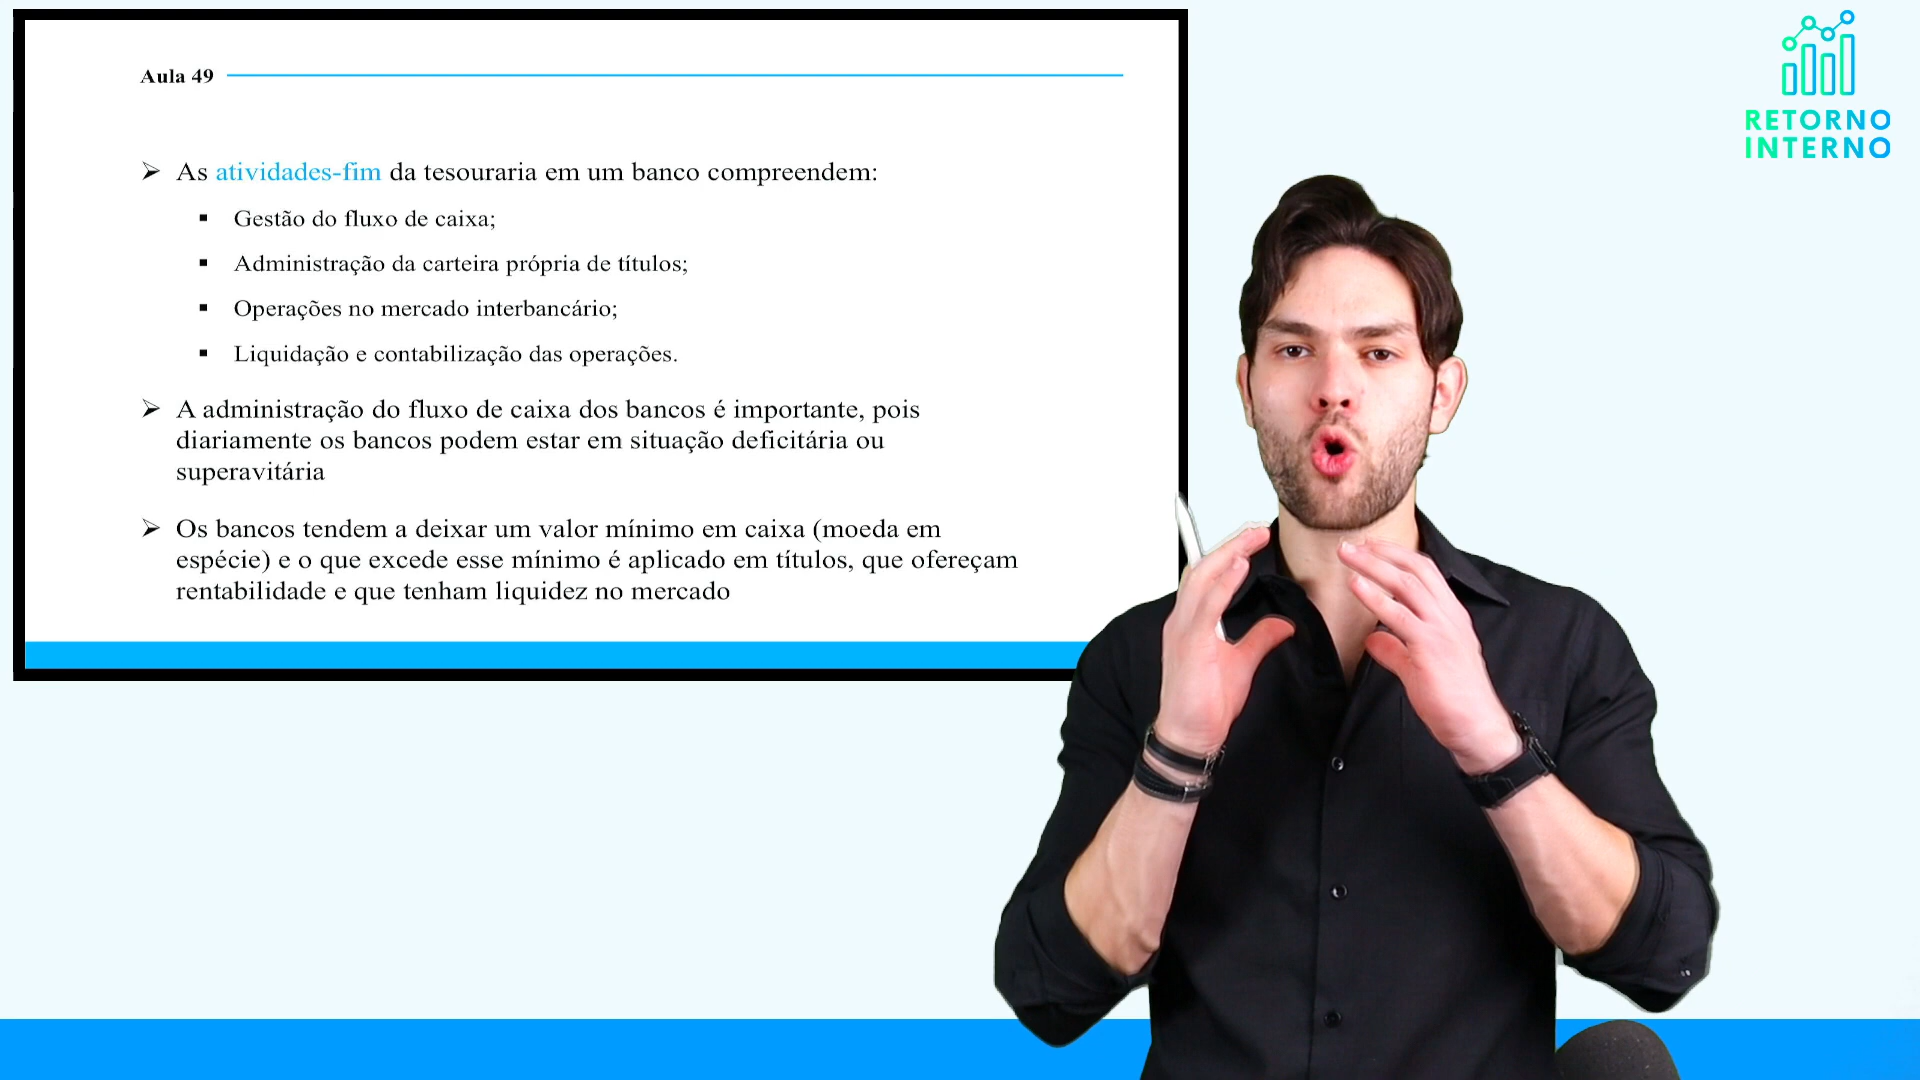 Aula 49
As atividades-fim da tesouraria em um banco compreendem:
Gestão do fluxo de caixa;
Administração da carteira própria de títulos;
Operações no mercado interbancário;
Liquidação e contabilização das operações.
A administração do fluxo de caixa dos bancos é importante, pois
diariamente os bancos podem estar em situação deficitária ou
superavitária
Os bancos tendem a deixar um valor mínimo em caixa (moeda em
espécie) e o que excede esse mínimo é aplicado em títulos, que ofereçam
rentabilidade e que tenham liquidez no mercado
RETORNO
INTERNO